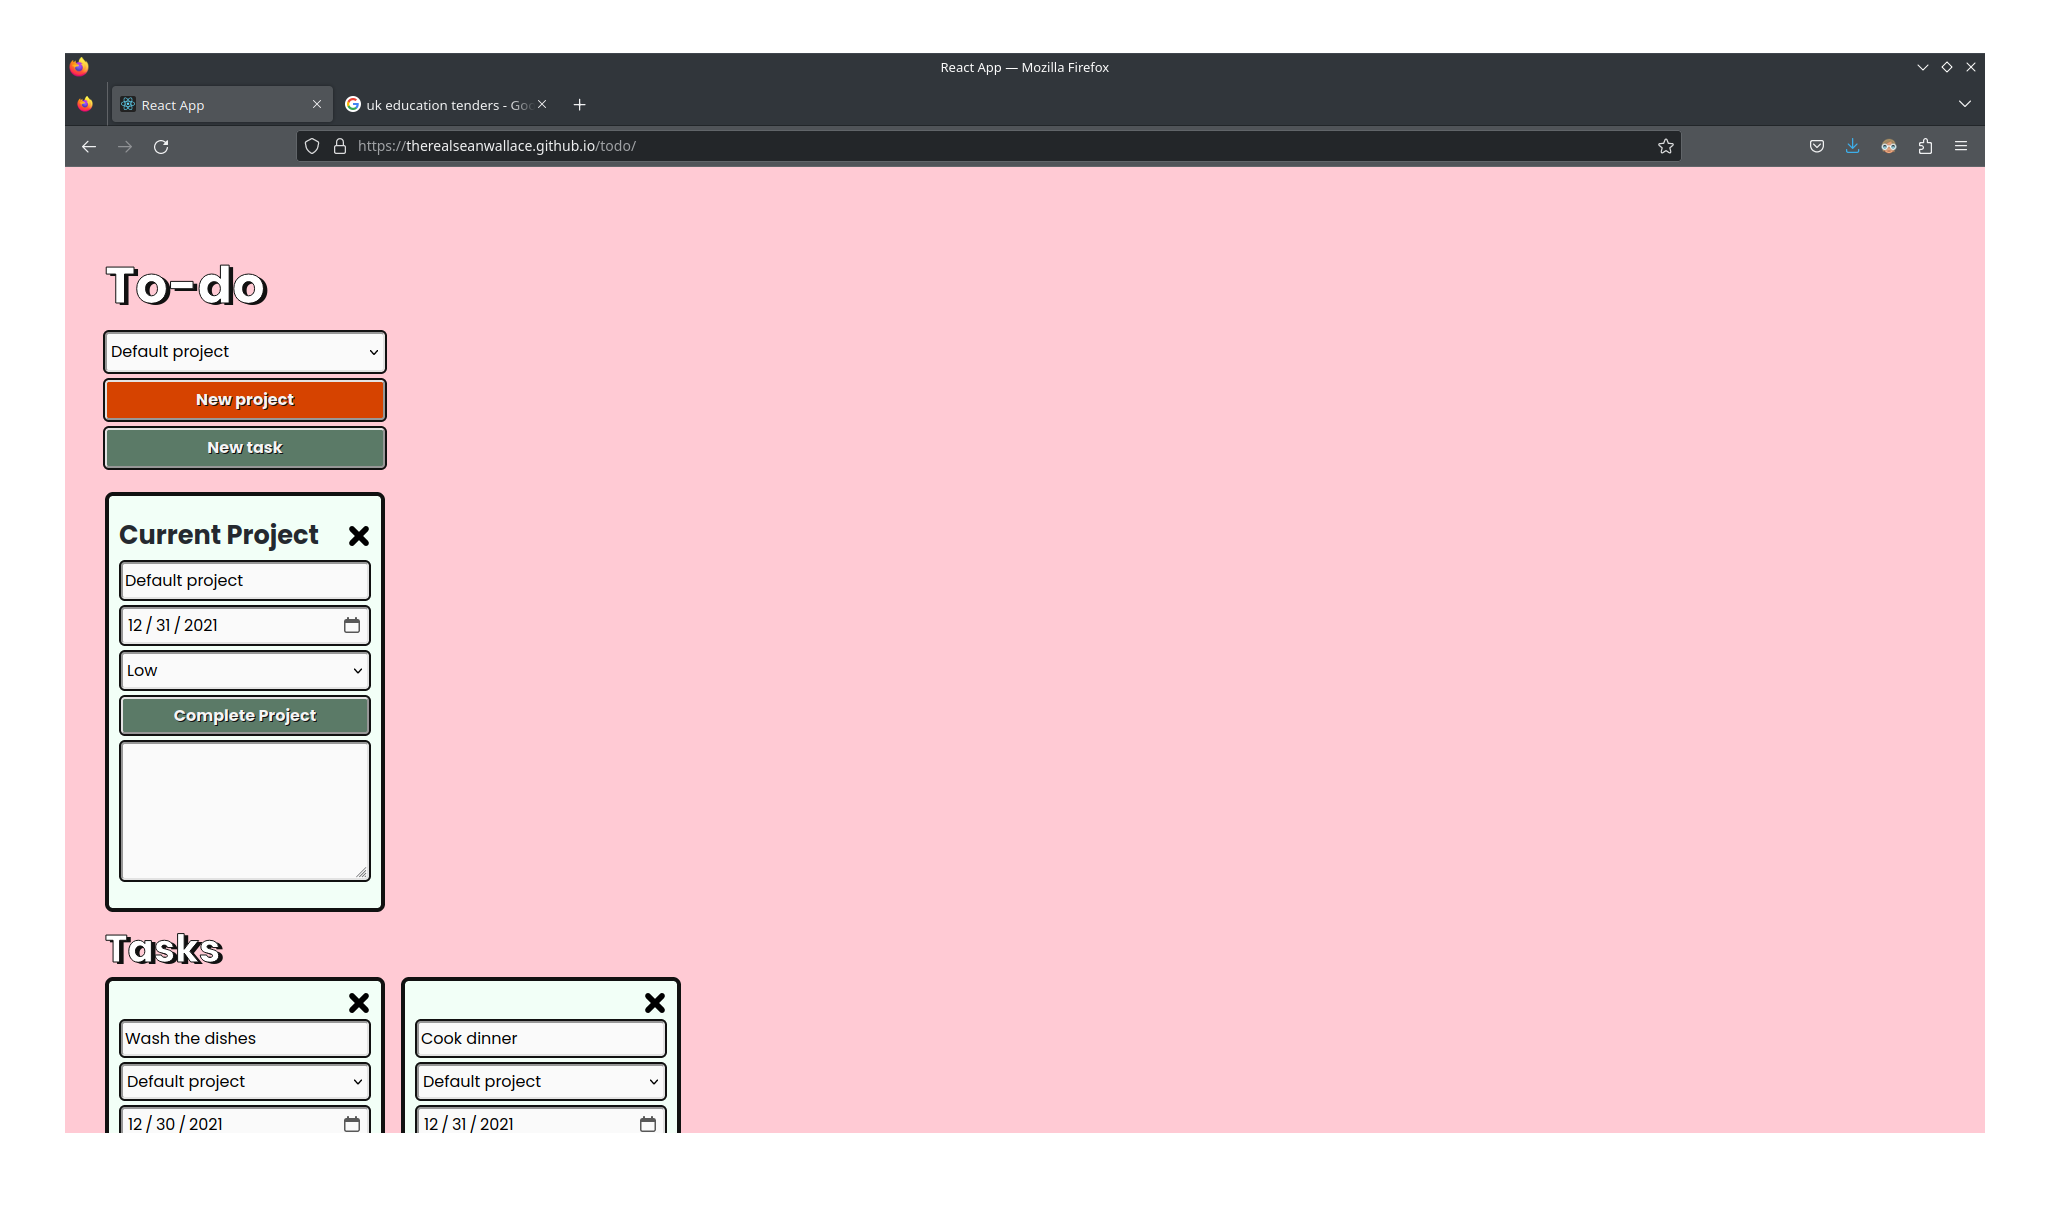 React App — Mozilla Firefox
React App
uk education tenders - Goo
https://therealseanwallace.github.io/todo/
To-do
Default project
New project
New task
Current Project
Default project
12 / 31 / 2021
Low
Complete Project
Tasks
Wash the dishes
Default project
12 / 30 / 2021
Cook dinner
Default project
12 / 31 / 2021